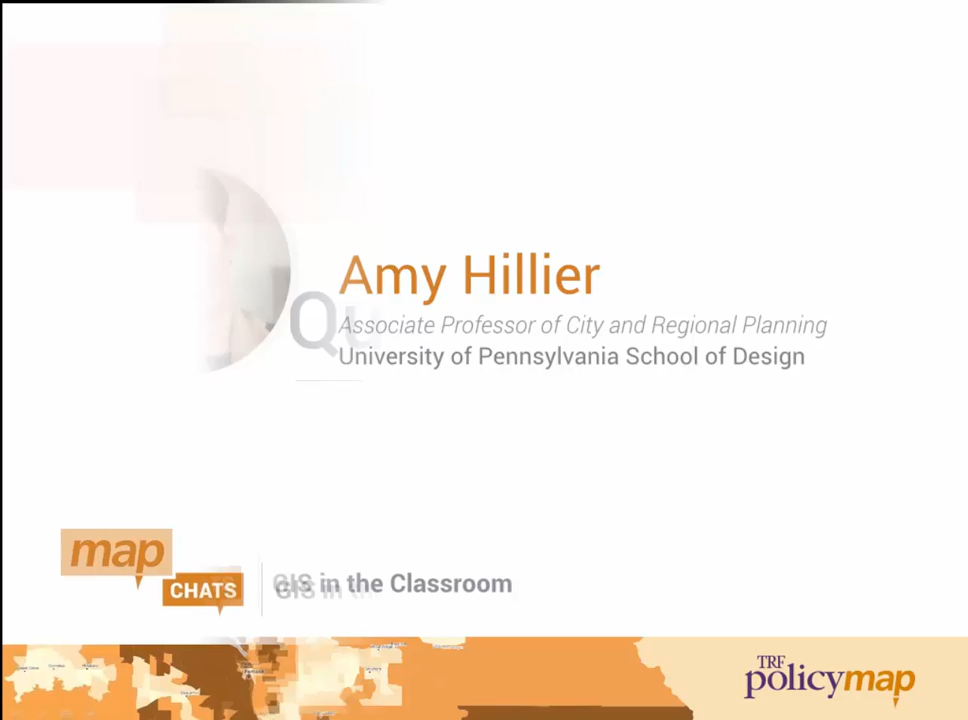 Amy Hillier
Qu
Associate Professor of City and Regional Planning
University of Pennsylvania School of Design
map
CHATS
GIS in the Classroom
TRF
policymap